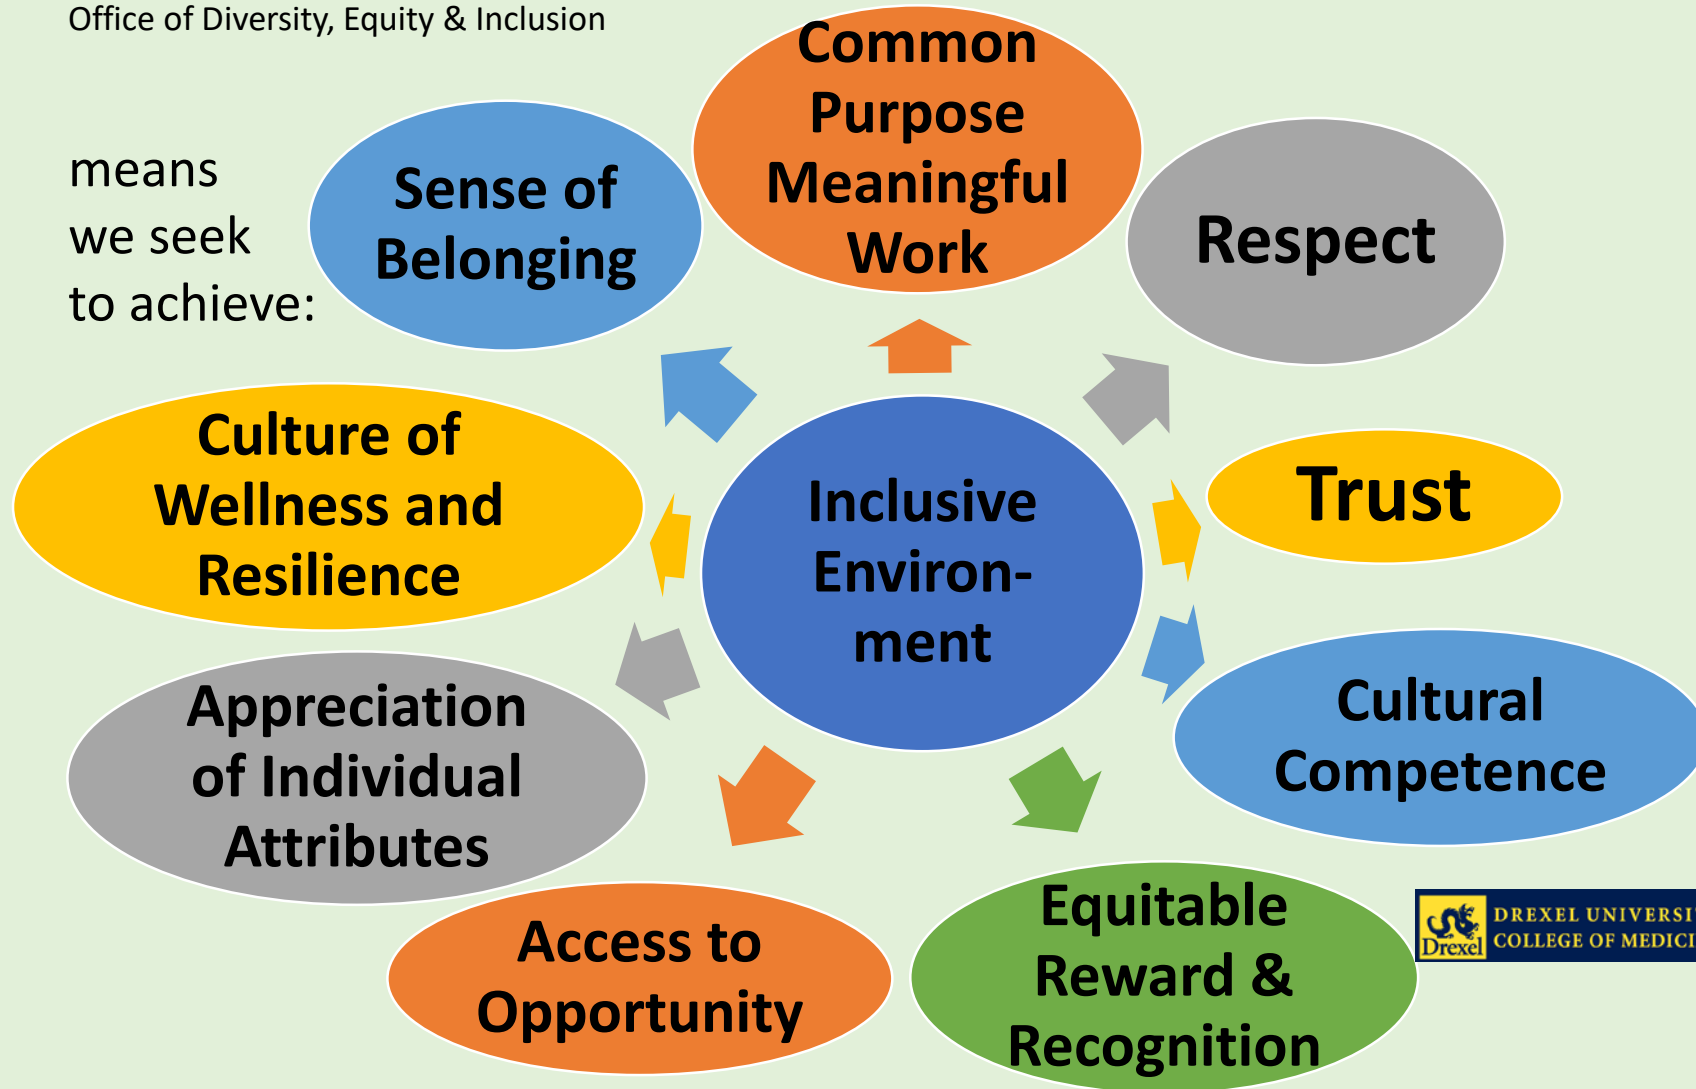 Office of Diversity, Equity & Inclusion
means
we seek
to achieve:
Common
Purpose
Meaningful
Work
Respect
Trust
Cultural
Competence
Equitable
Reward &
Recognition
Access to
Opportunity
Appreciation
of Individual
Attributes
Culture of
Wellness and
Resilience
Sense of
Belonging
Inclusive
Environ-
ment
Drexel
DREXEL UNIVERSIT
COLLEGE OF MEDICI